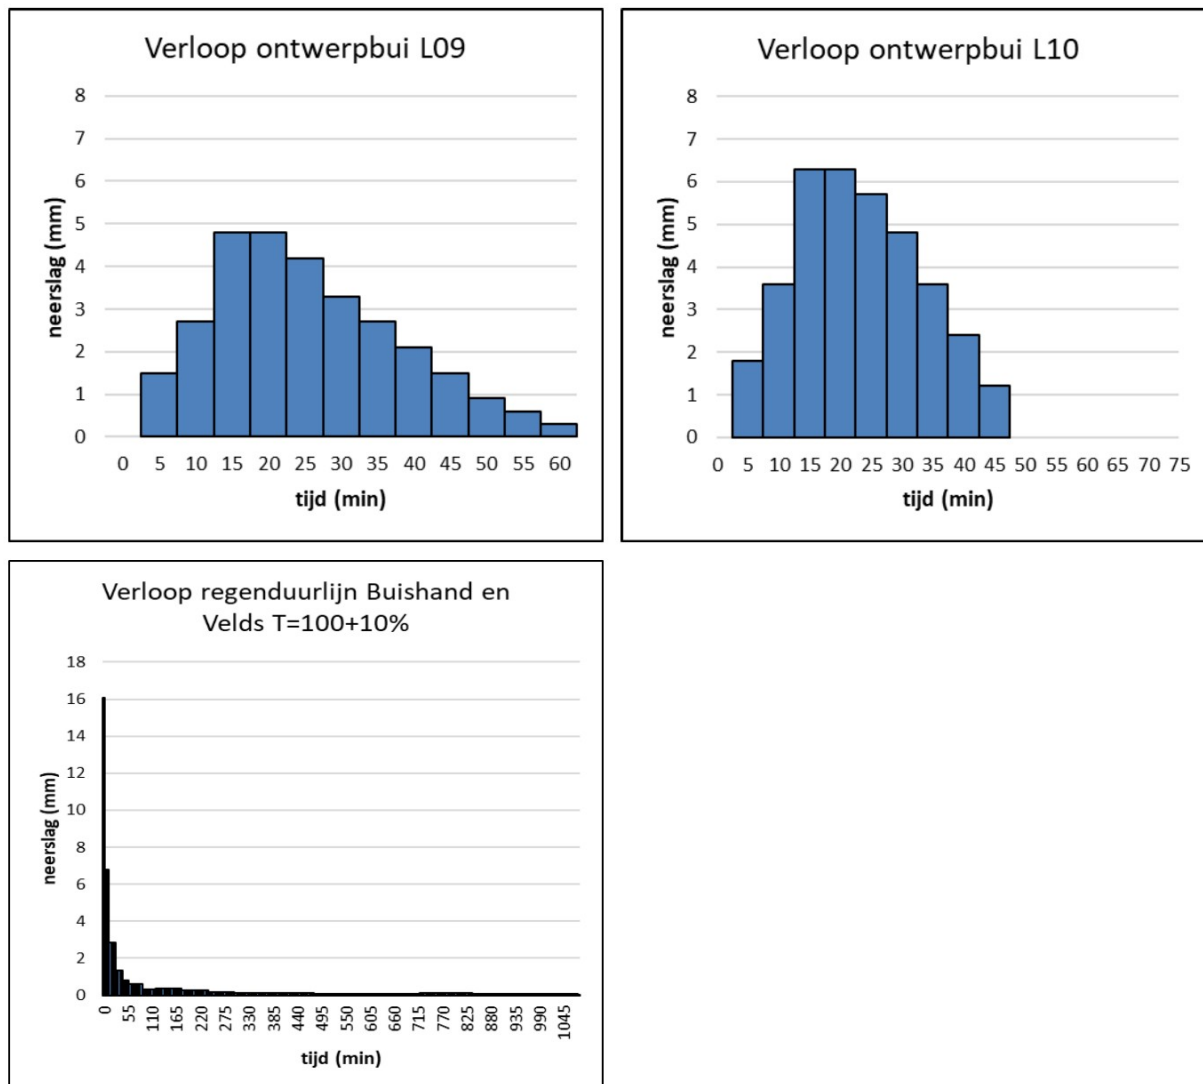 Verloop ontwerpbui L09
8
7
6
5
4
3
2
1
0
neerslag (mm)
0 5 10 15 20 25 30 35 40 45 50 55 60
tijd (min)
Verloop ontwerpbui L10
8
7
6
5
4
3
2
1
0
neerslag (mm)
0 5 10 15 20 25 30 35 40 45 50 55 60 65 70 75
tijd (min)
Verloop regenduurlijn Buishand en
Velds T=100+10%
18
16
14
12
10
8
6
4
2
0
neerslag (mm)
0 55 110 165 220 275 330 385 440 495 550 605 660 715 770 825 880 935 990 1045
tijd (min)